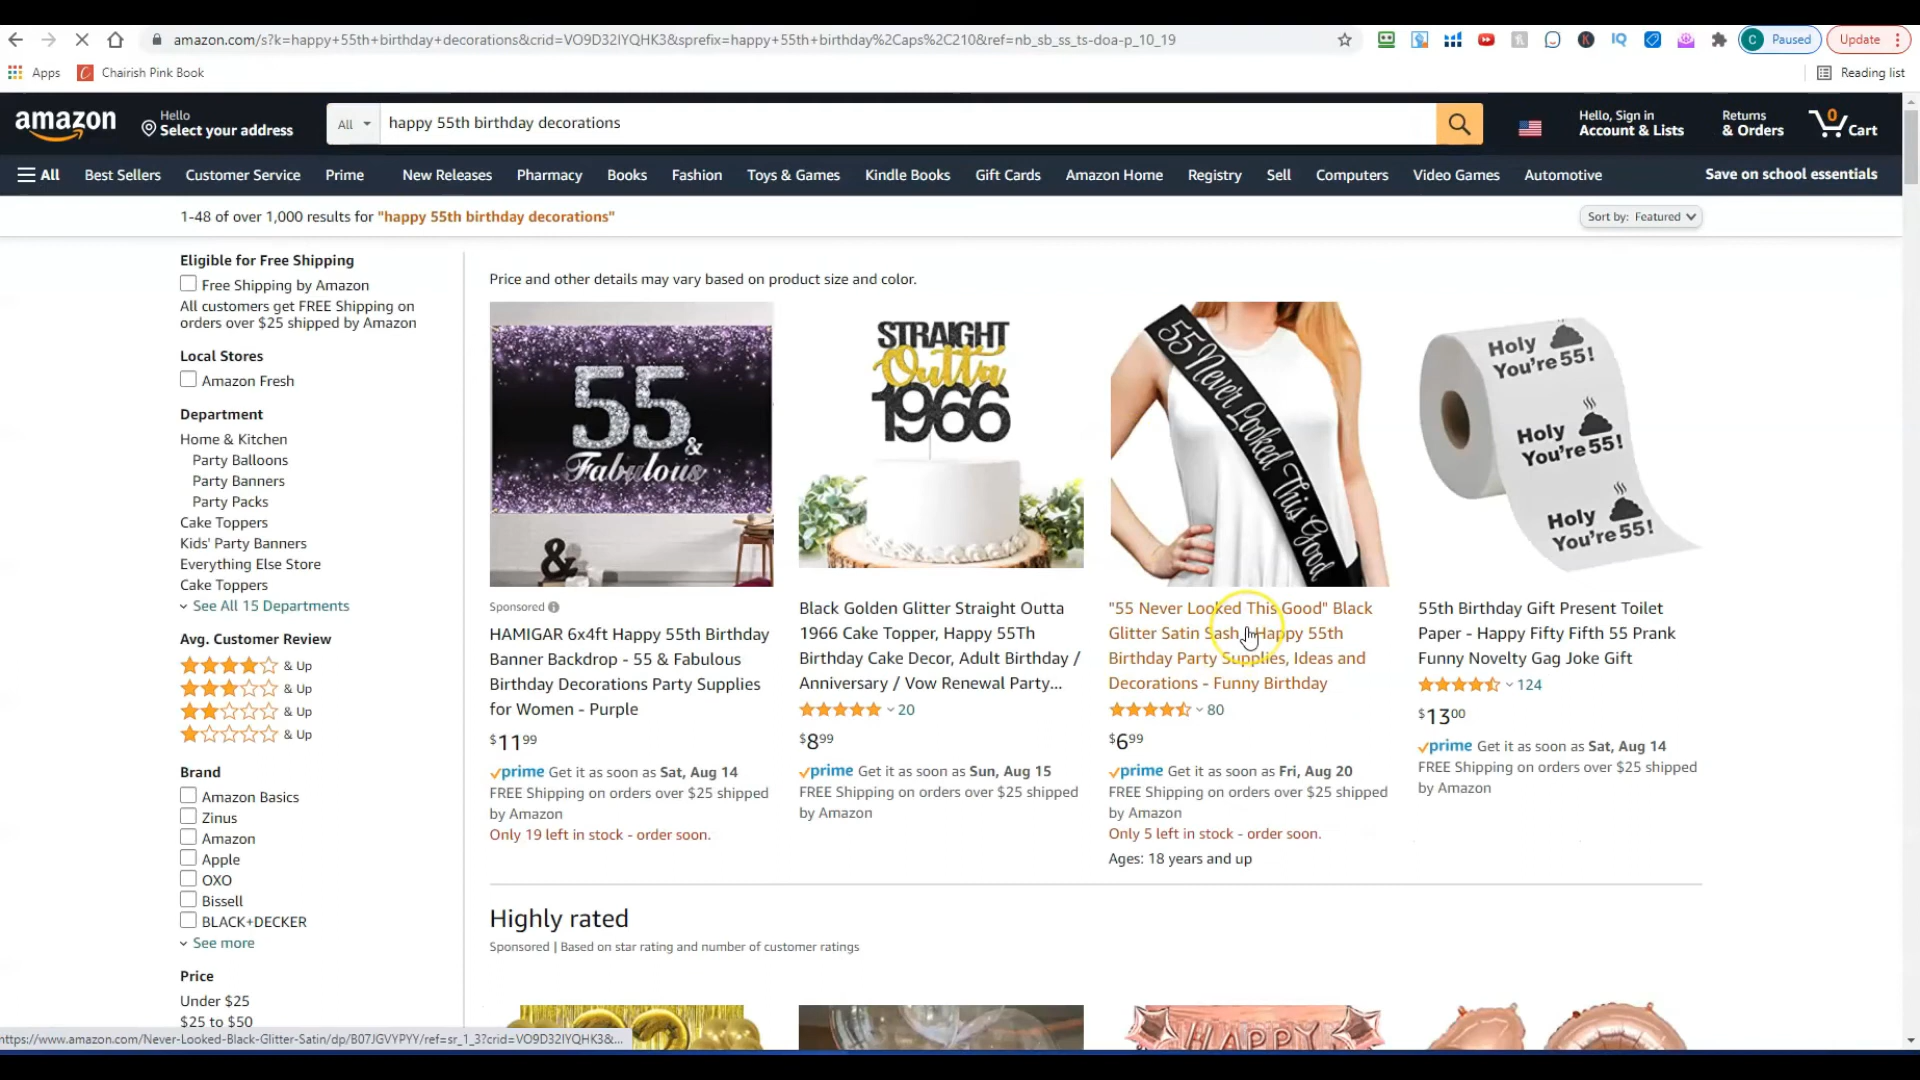 amazon.com/s?k=happy+55th+birthday+decorations&crid=VO9D32IYQHK3&sprefix=happy+55th+birthday%2Caps%2C210&ref=nb_sb_ss_ts-doa-p_10_19
IQ
C Paused
Update
Apps
Chairish Pink Book
Reading list
amazon
Hello
Select your address
All
happy 55th birthday decorations
Hello, Sign in
Account & Lists
Returns
& Orders
0
Cart
All
Best Sellers
Customer Service
Prime
New Releases
Pharmacy
Books
Fashion
Toys & Games
Kindle Books
Gift Cards
Amazon Home
Registry
Sell
Computers
Video Games
Automotive
Save on school essentials
1-48 of over 1,000 results for "happy 55th birthday decorations"
Sort by: Featured
Eligible for Free Shipping
Free Shipping by Amazon
All customers get FREE Shipping on
orders over $25 shipped by Amazon
Local Stores
Amazon Fresh
Department
Home & Kitchen
Party Balloons
Party Banners
Party Packs
Cake Toppers
Kids' Party Banners
Everything Else Store
Cake Toppers
See All 15 Departments
Avg. Customer Review
& Up
& Up
& Up
& Up
Brand
Amazon Basics
Zinus
Amazon
Apple
OXO
Bissell
BLACK+DECKER
See more
Price
Under $25
$25 to $50
Price and other details may vary based on product size and color.
55
&
Fabulous
&
Sponsored
HAMIGAR 6x4ft Happy 55th Birthday
Banner Backdrop - 55 & Fabulous
Birthday Decorations Party Supplies
for Women - Purple
$11 99
prime Get it as soon as Sat, Aug 14
FREE Shipping on orders over $25 shipped
by Amazon
Only 19 left in stock - order soon.
STRAIGHT
Outta
1966
Black Golden Glitter Straight Outta
1966 Cake Topper, Happy 55Th
Birthday Cake Decor, Adult Birthday /
Anniversary / Vow Renewal Party...
20
$8 99
prime Get it as soon as Sun, Aug 15
FREE Shipping on orders over $25 shipped
by Amazon
55 Never Looked This Good
"55 Never Looked This Good" Black
Glitter Satin Sash - Happy 55th
Birthday Party Supplies, Ideas and
Decorations - Funny Birthday
80
$6 99
prime Get it as soon as Fri, Aug 20
FREE Shipping on orders over $25 shipped
by Amazon
Only 5 left in stock - order soon.
Ages: 18 years and up
Holy
You're 55!
Holy
You're 55!
Holy
You're 55!
55th Birthday Gift Present Toilet
Paper - Happy Fifty Fifth 55 Prank
Funny Novelty Gag Joke Gift
124
$13 00
prime Get it as soon as Sat, Aug 14
FREE Shipping on orders over $25 shipped
by Amazon
Highly rated
Sponsored | Based on star rating and number of customer ratings
HAPPY
https://www.amazon.com/Never-Looked-Black-Glitter-Satin/dp/B07JGVYPYY/ref=sr_1_3?crid=VO9D32IYQHK3&...